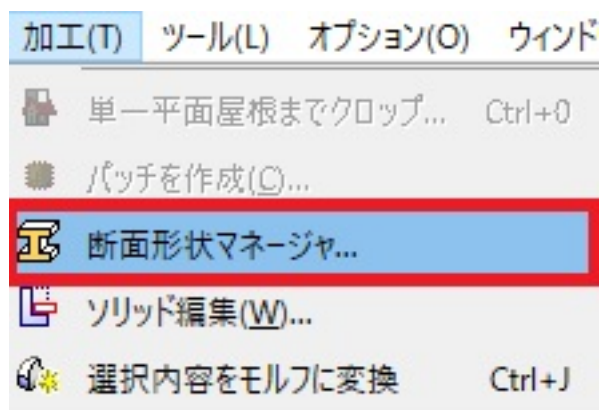 加工(T) ツール(L) オプション(O) ウィンド
単一平面屋根までクロップ... Ctrl+0
パッチを作成(C)...
断面形状マネージャ...
ソリッド編集(W)...
選択内容をモルフに変換 Ctrl+J